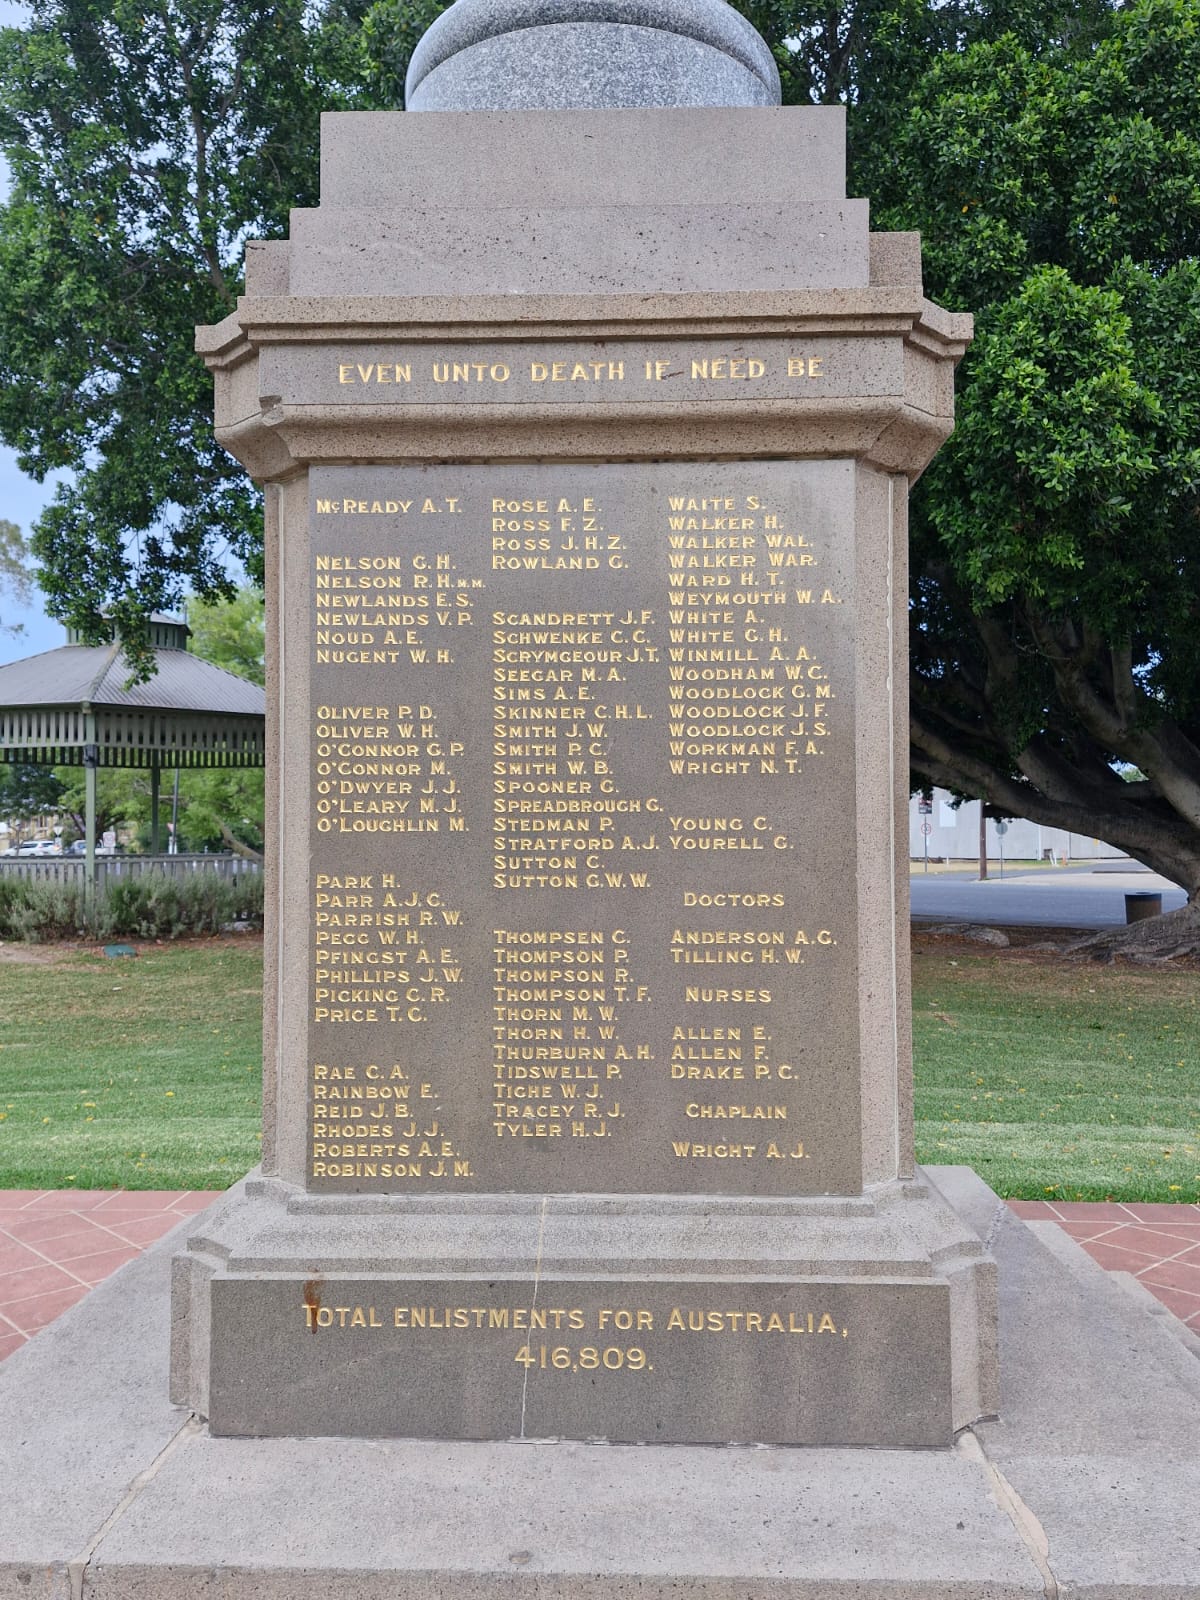 EVEN UNTO DEATH IF NEED BE
McREADY A.T.
NELSON G.H.
NELSON R.H. M.M.
NEWLANDS E.S.
NEWLANDS V.P.
NOUD A.E.
NUGENT W.H.
OLIVER P.D.
OLIVER W.H.
O'CONNOR G.P.
O'CONNOR M.
O'DWYER J.J.
O'LEARY M.J.
O'LOUGHLIN M.
PARK H.
PARR A.J.C.
PARRISH R.W.
PEGG W.H.
PFINGST A.E.
PHILLIPS J.W.
PICKING C.R.
PRICE T.C.
RAE C.A.
RAINBOW E.
REID J.B.
RHODES J.J.
ROBERTS A.E.
ROBINSON J.M.
ROSE A.E.
ROSS F.Z.
ROSS J.H.Z.
ROWLAND G.
SCANDRETT J.F.
SCHWENKE C.C.
SCRYMGEOUR J.T.
SEEGAR M.A.
SIMS A.E.
SKINNER C.H.L.
SMITH J.W.
SMITH P.C.
SMITH W.B.
SPOONER G.
SPREADBROUGH G.
STEDMAN P.
STRATFORD A.J.
SUTTON C.
SUTTON G.W.W.
THOMPSEN C.
THOMPSON P.
THOMPSON R.
THOMPSON T.F.
THORN M.W.
THORN H.W.
THURBURN A.H.
TIDSWELL P.
TIGHE W.J.
TRACEY R.J.
TYLER H.J.
WAITE S.
WALKER H.
WALKER WAL.
WALKER WAR.
WARD H.T.
WEYMOUTH W.A.
WHITE A.
WHITE G.H.
WINMILL A.A.
WOODHAM W.C.
WOODLOCK G.M.
WOODLOCK J.F.
WOODLOCK J.S.
WORKMAN F.A.
WRIGHT N.T.
YOUNG C.
YOURELL G.
DOCTORS
ANDERSON A.G.
TILLING H.W.
NURSES
ALLEN E.
ALLEN F.
DRAKE P.C.
CHAPLAIN
WRIGHT A.J.
TOTAL ENLISTMENTS FOR AUSTRALIA,
416,809.